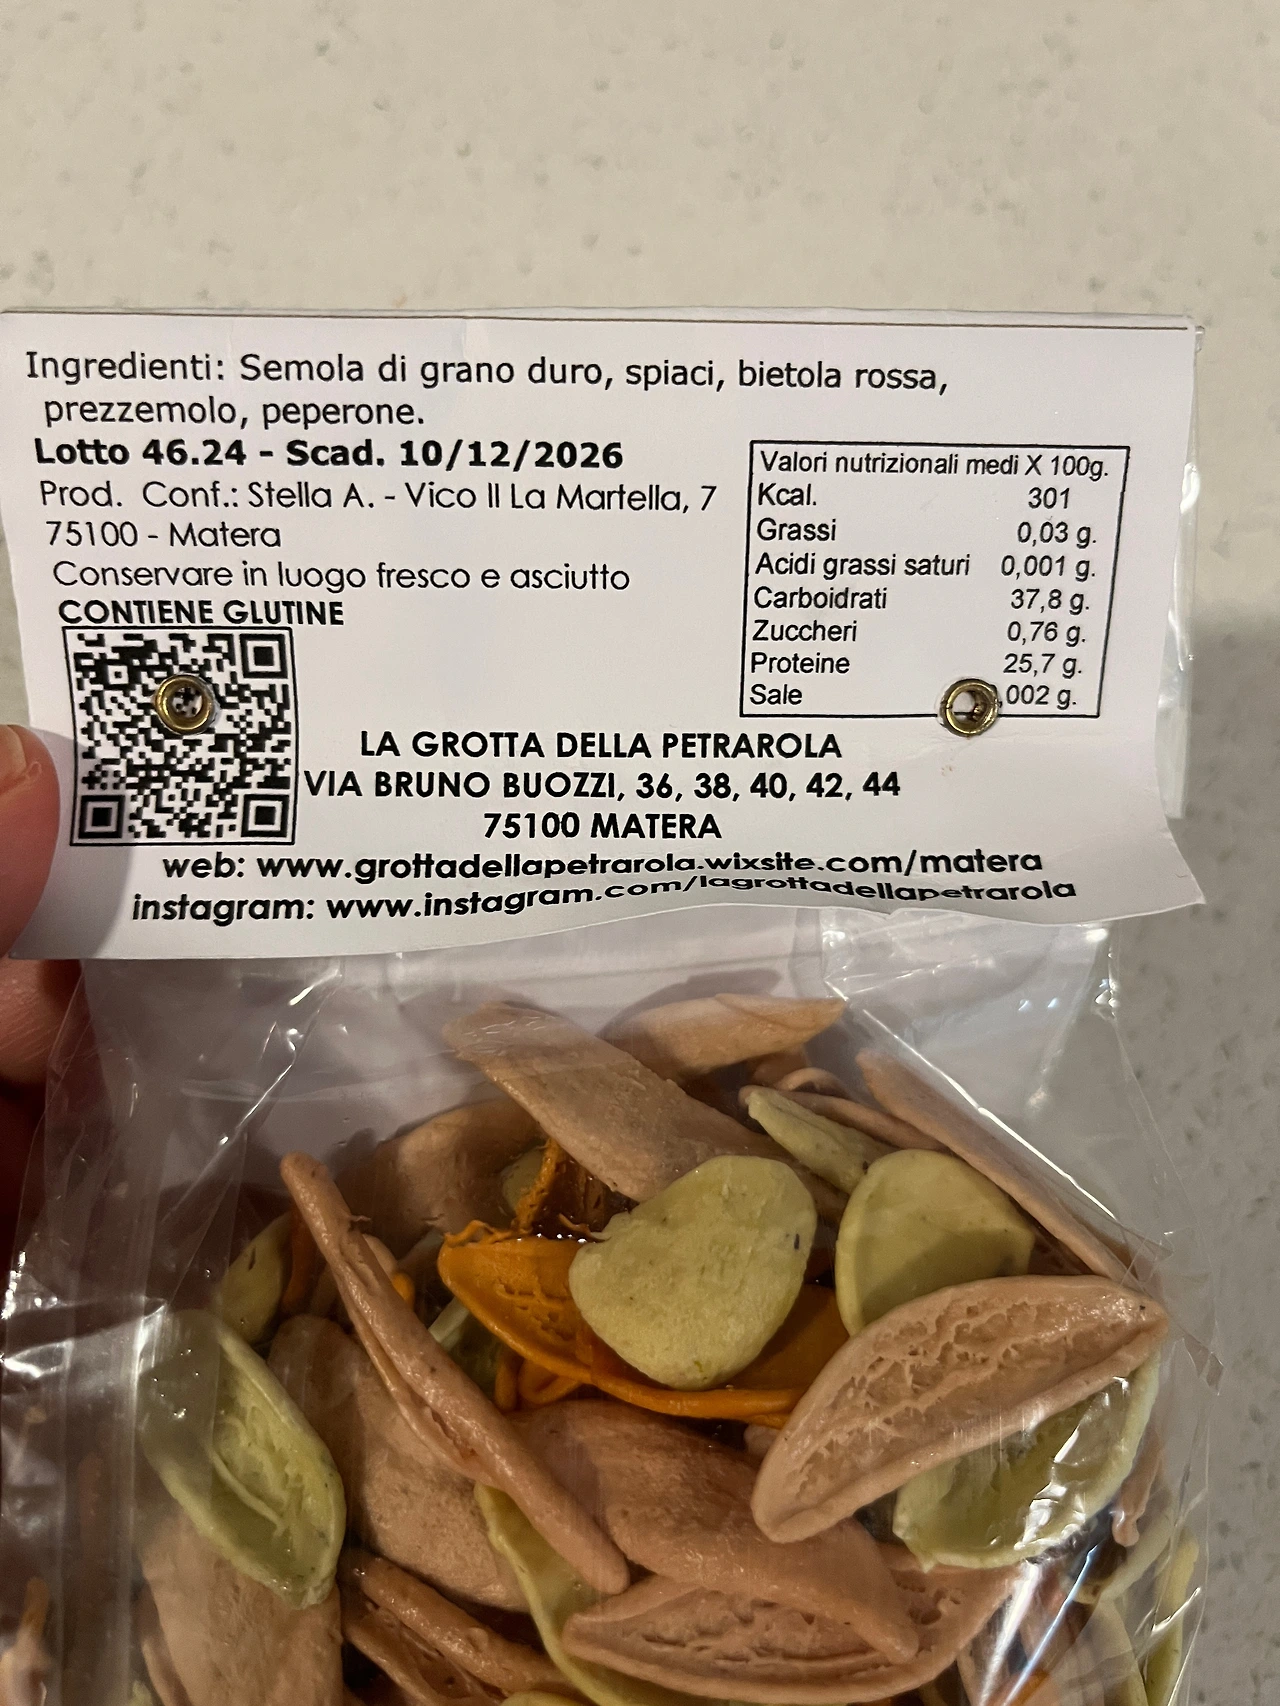 Ingredienti: Semola di grano duro, spiaci, bietola rossa,
prezzemolo, peperone.
Lotto 46.24 - Scad. 10/12/2026
Prod. Conf.: Stella A. - Vico II La Martella, 7
75100 - Matera
Conservare in luogo fresco e asciutto
CONTIENE GLUTINE
Valori nutrizionali medi X 100g.
Kcal. 301
Grassi 0,03 g.
Acidi grassi saturi 0,001 g.
Carboidrati 37,8 g.
Zuccheri 0,76 g.
Proteine 25,7 g.
Sale 002 g.
LA GROTTA DELLA PETRAROLA
VIA BRUNO BUOZZI, 36, 38, 40, 42, 44
75100 MATERA
web: www.grottadellapetrarola.wixsite.com/matera
instagram: www.instagram.com/lagrottadellapetrarola